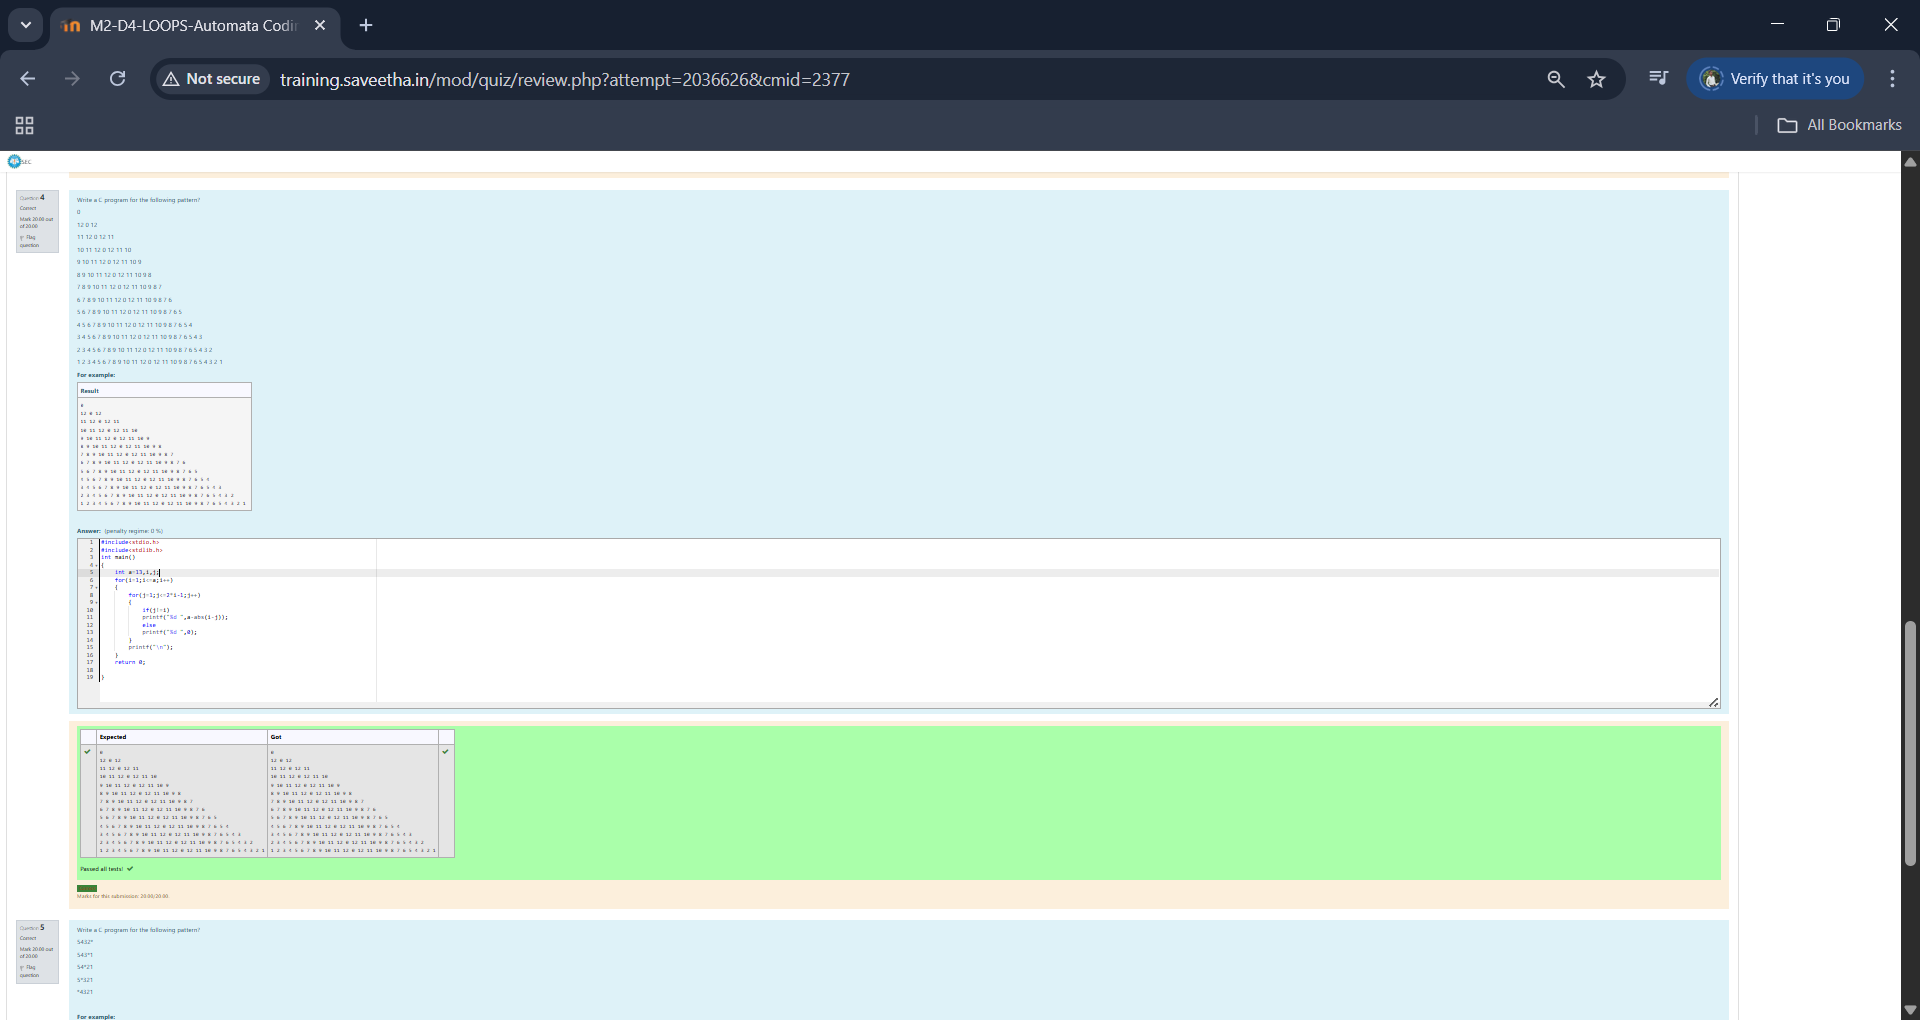 M2-D4-LOOPS-Automata Codin
Not secure
training.saveetha.in/mod/quiz/review.php?attempt=2036626&cmid=2377
Verify that it's you
All Bookmarks
SEC
Question 4
Correct
Mark 20.00 out of 20.00
Flag question
Write a C program for the following pattern?
0
12 0 12
11 12 0 12 11
10 11 12 0 12 11 10
9 10 11 12 0 12 11 10 9
8 9 10 11 12 0 12 11 10 9 8
7 8 9 10 11 12 0 12 11 10 9 8 7
6 7 8 9 10 11 12 0 12 11 10 9 8 7 6
5 6 7 8 9 10 11 12 0 12 11 10 9 8 7 6 5
4 5 6 7 8 9 10 11 12 0 12 11 10 9 8 7 6 5 4
3 4 5 6 7 8 9 10 11 12 0 12 11 10 9 8 7 6 5 4 3
2 3 4 5 6 7 8 9 10 11 12 0 12 11 10 9 8 7 6 5 4 3 2
1 2 3 4 5 6 7 8 9 10 11 12 0 12 11 10 9 8 7 6 5 4 3 2 1
For example:
Result
0
12 0 12
11 12 0 12 11
10 11 12 0 12 11 10
9 10 11 12 0 12 11 10 9
8 9 10 11 12 0 12 11 10 9 8
7 8 9 10 11 12 0 12 11 10 9 8 7
6 7 8 9 10 11 12 0 12 11 10 9 8 7 6
5 6 7 8 9 10 11 12 0 12 11 10 9 8 7 6 5
4 5 6 7 8 9 10 11 12 0 12 11 10 9 8 7 6 5 4
3 4 5 6 7 8 9 10 11 12 0 12 11 10 9 8 7 6 5 4 3
2 3 4 5 6 7 8 9 10 11 12 0 12 11 10 9 8 7 6 5 4 3 2
1 2 3 4 5 6 7 8 9 10 11 12 0 12 11 10 9 8 7 6 5 4 3 2 1
Answer: (penalty regime: 0 %)
1 #include<stdio.h>
2 #include<stdlib.h>
3 int main()
4 {
5 int a=13,i,j;
6 for(i=1;i<=a;i++)
7 {
8 for(j=1;j<=2*i-1;j++)
9 {
10 if(j!=i)
11 printf("%d ",a-abs(i-j));
12 else
13 printf("%d ",0);
14 }
15 printf("\n");
16 }
17 return 0;
18
19 }
Expected Got
0 0
12 0 12 12 0 12
11 12 0 12 11 11 12 0 12 11
10 11 12 0 12 11 10 10 11 12 0 12 11 10
9 10 11 12 0 12 11 10 9 9 10 11 12 0 12 11 10 9
8 9 10 11 12 0 12 11 10 9 8 8 9 10 11 12 0 12 11 10 9 8
7 8 9 10 11 12 0 12 11 10 9 8 7 7 8 9 10 11 12 0 12 11 10 9 8 7
6 7 8 9 10 11 12 0 12 11 10 9 8 7 6 6 7 8 9 10 11 12 0 12 11 10 9 8 7 6
5 6 7 8 9 10 11 12 0 12 11 10 9 8 7 6 5 5 6 7 8 9 10 11 12 0 12 11 10 9 8 7 6 5
4 5 6 7 8 9 10 11 12 0 12 11 10 9 8 7 6 5 4 4 5 6 7 8 9 10 11 12 0 12 11 10 9 8 7 6 5 4
3 4 5 6 7 8 9 10 11 12 0 12 11 10 9 8 7 6 5 4 3 3 4 5 6 7 8 9 10 11 12 0 12 11 10 9 8 7 6 5 4 3
2 3 4 5 6 7 8 9 10 11 12 0 12 11 10 9 8 7 6 5 4 3 2 2 3 4 5 6 7 8 9 10 11 12 0 12 11 10 9 8 7 6 5 4 3 2
1 2 3 4 5 6 7 8 9 10 11 12 0 12 11 10 9 8 7 6 5 4 3 2 1 1 2 3 4 5 6 7 8 9 10 11 12 0 12 11 10 9 8 7 6 5 4 3 2 1
Passed all tests!
Marks for this submission: 20.00/20.00.
Question 5
Correct
Mark 20.00 out of 20.00
Flag question
Write a C program for the following pattern?
5432*
543*1
54*21
5*321
*4321
For example: